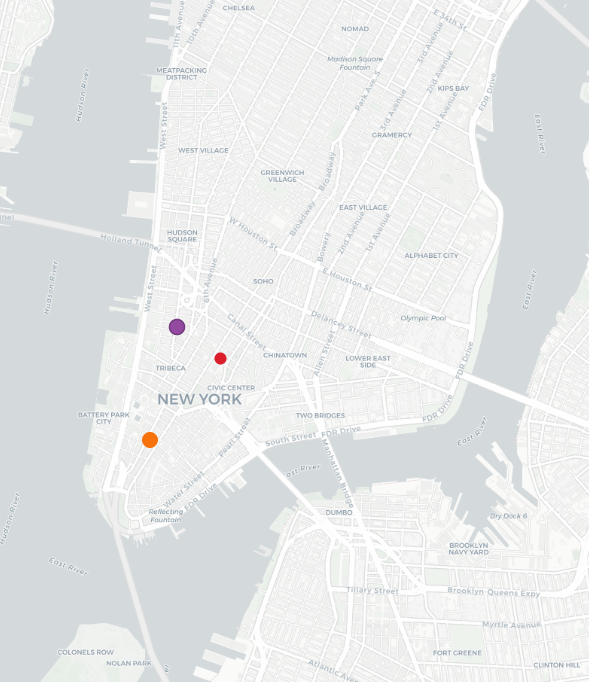 CHELSEA
11th Avenue
10th Avenue
E 34th St
NOMAD
3rd Avenue
MEATPACKING
DISTRICT
Madison Square
Fountain
2nd Avenue
Hudson River
Park Ave S
KIPS BAY
FDR Drive
3rd Avenue
1st Avenue
West Street
GRAMERCY
East River
WEST VILLAGE
Broadway
GREENWICH
VILLAGE
EAST VILLAGE
Broadway
W Houston St
HUDSON
SQUARE
Holland Tunnel
Bowery
2nd Avenue
1st Avenue
ALPHABET CITY
Hudson River
West Street
6th Avenue
SOHO
E Houston St
East River
Canal Street
Delancey Street
Olympic Pool
Allen Street
CHINATOWN
LOWER EAST
SIDE
FDR Drive
TRIBECA
CIVIC CENTER
NEW YORK
BATTERY PARK
CITY
TWO BRIDGES
FDR Drive
Pearl Street
South Street
FDR Drive
East River
Manhattan Bridge
Water Street
FDR Drive
Hudson River
Reflecting
Fountain
DUMBO
Dry Dock 6
BROOKLYN
NAVY YARD
East River
Tillary Street
Brooklyn Queens Expy
Myrtle Avenue
COLONELS ROW
NOLAN PARK
FORT GREENE
CLINTON HILL